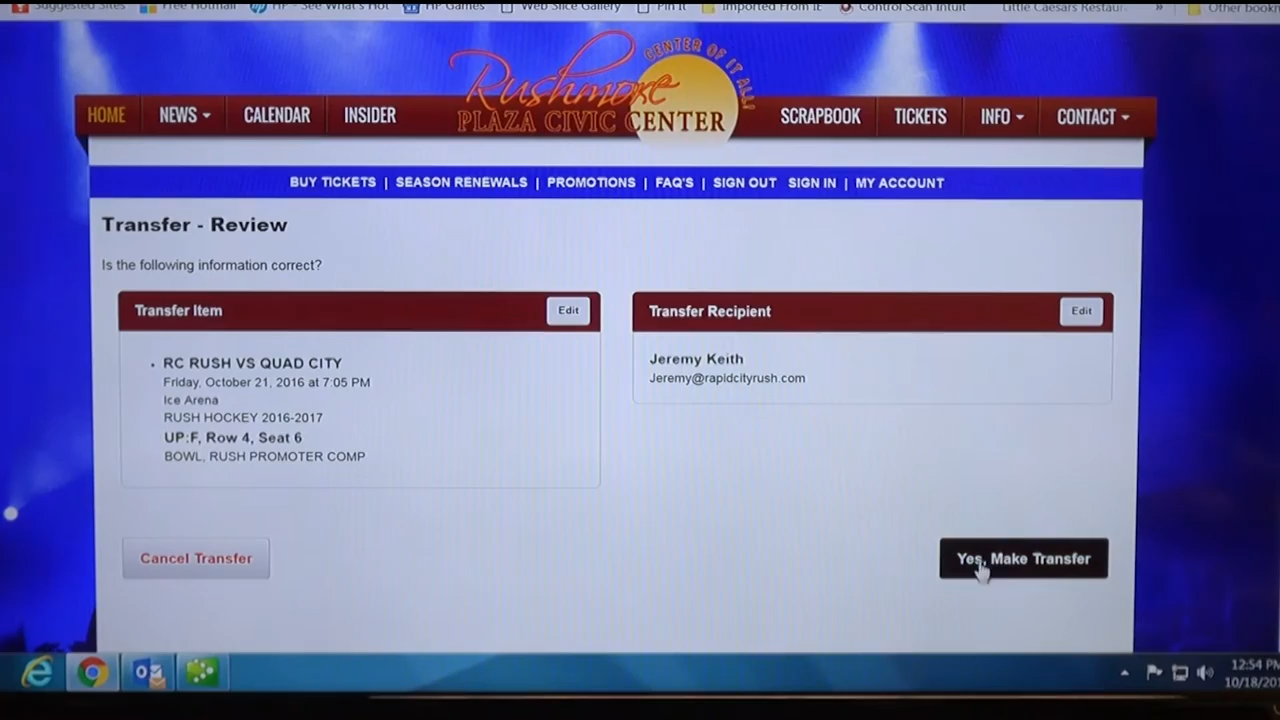 Suggested Sites Free Hotmail HP - See What's Hot HP Games Web Slice Gallery Pin It Imported From IE Control Scan Intuit Little Caesars Restaur » Other bookm
CENTER OF IT ALL!
Rushmore
PLAZA CIVIC CENTER
HOME NEWS CALENDAR INSIDER SCRAPBOOK TICKETS INFO CONTACT
BUY TICKETS | SEASON RENEWALS | PROMOTIONS | FAQ'S | SIGN OUT SIGN IN | MY ACCOUNT
Transfer - Review
Is the following information correct?
Transfer Item Edit
• RC RUSH VS QUAD CITY
Friday, October 21, 2016 at 7:05 PM
Ice Arena
RUSH HOCKEY 2016-2017
UP:F, Row 4, Seat 6
BOWL, RUSH PROMOTER COMP
Transfer Recipient Edit
Jeremy Keith
Jeremy@rapidcityrush.com
Cancel Transfer
Yes, Make Transfer
12:54 PM
10/18/201